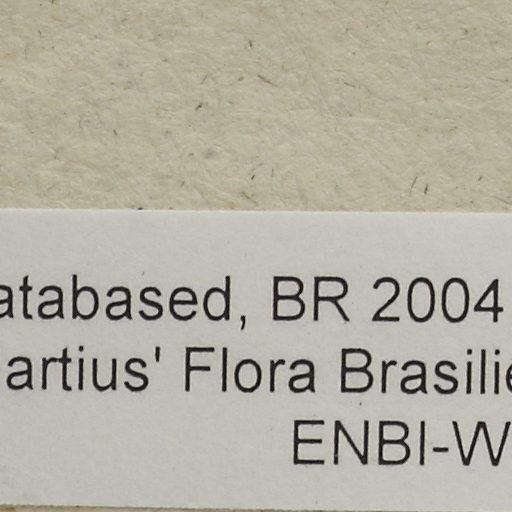 atabased, BR 2004
artius' Flora Brasilie
ENBI-W